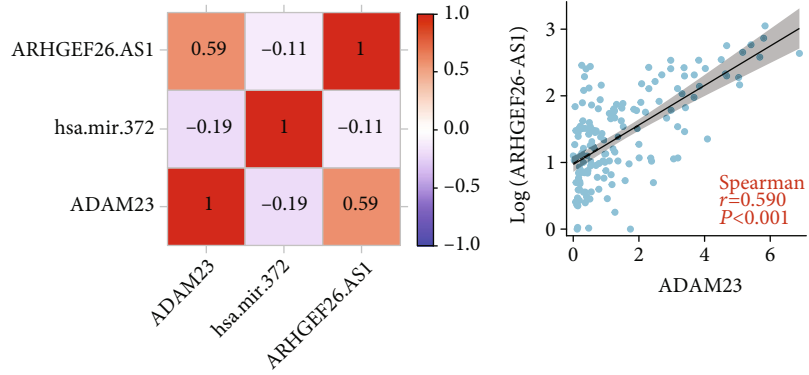 ARHGEF26.AS1
0.59
−0.11
1
hsa.mir.372
−0.19
1
−0.11
ADAM23
1
−0.19
0.59
ADAM23
hsa.mir.372
ARHGEF26.AS1
1.0
0.5
0.0
−0.5
−1.0
Log (ARHGEF26-AS1)
3
2
1
0
Spearman
r=0.590
P<0.001
0
2
4
6
ADAM23